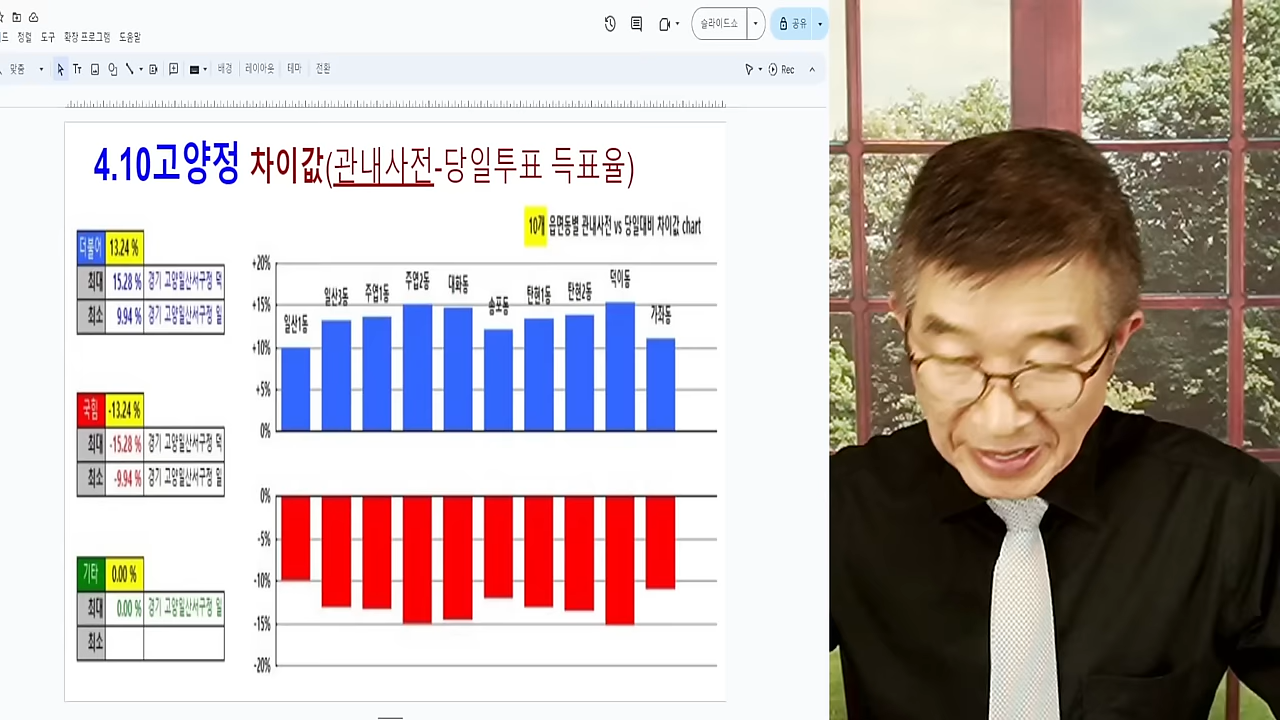 드 정렬 도구 확장 프로그램 도움말
슬라이드쇼
공유
맞춤
배경 레이아웃 테마 전환
Rec
4.10고양정 차이값(관내사전-당일투표 득표율)
10개 읍면동별 관내사전 vs 당일대비 차이값 chart
더불어 13.24 %
최대 15.28 % 경기 고양일산서구정 덕
최소 9.94 % 경기 고양일산서구정 일
국힘 -13.24 %
최대 -15.28 % 경기 고양일산서구정 덕
최소 -9.94 % 경기 고양일산서구정 일
기타 0.00 %
최대 0.00 % 경기 고양일산서구정 일
최소
+20%
+15%
+10%
+5%
0%
일산1동 일산3동 주엽1동 주엽2동 대화동 송포동 탄현1동 탄현2동 덕이동 가좌동
0%
-5%
-10%
-15%
-20%